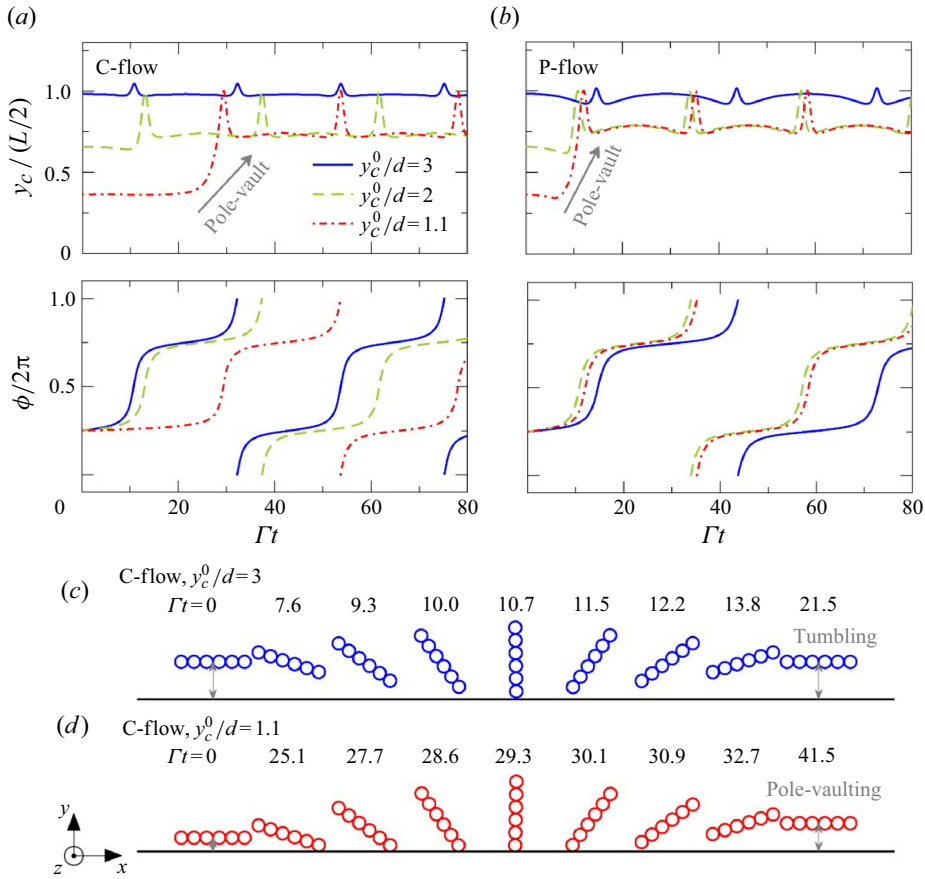 (a)
(b)
C-flow
P-flow
1.0
0.5
0
y_c/(L/2)
Pole-vault
y_c^0/d=3
y_c^0/d=2
y_c^0/d=1.1
Pole-vault
1.0
0.5
0
ϕ/2π
0 20 40 60 80
0 20 40 60 80
Γt
Γt
(c) C-flow, y_c^0/d=3
Γt=0 7.6 9.3 10.0 10.7 11.5 12.2 13.8 21.5
Tumbling
(d) C-flow, y_c^0/d=1.1
Γt=0 25.1 27.7 28.6 29.3 30.1 30.9 32.7 41.5
Pole-vaulting
y
z x